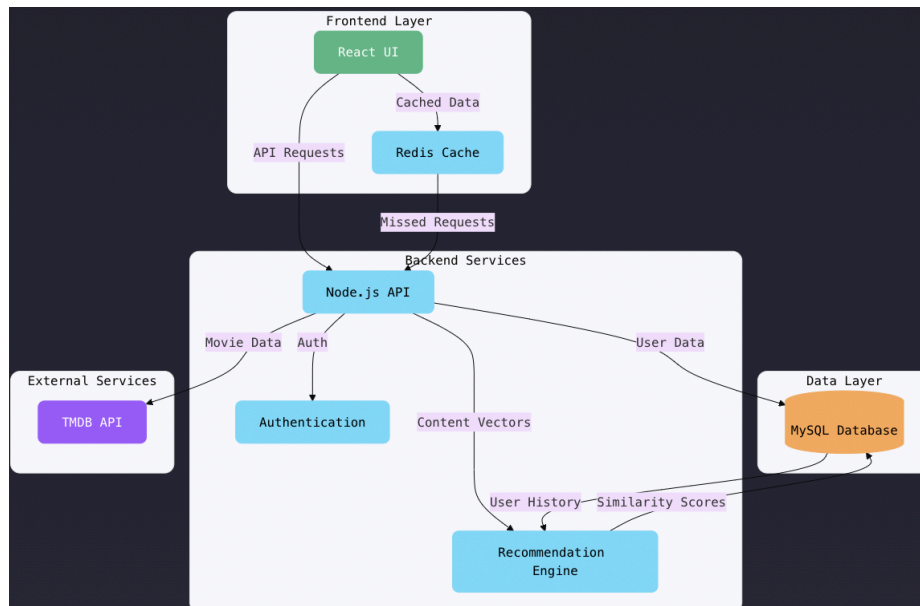 Frontend Layer
React UI
Cached Data
API Requests
Redis Cache
Missed Requests
Backend Services
Node.js API
Movie Data
Auth
User Data
External Services
Data Layer
TMDB API
Authentication
Content Vectors
MySQL Database
User History
Similarity Scores
Recommendation
Engine